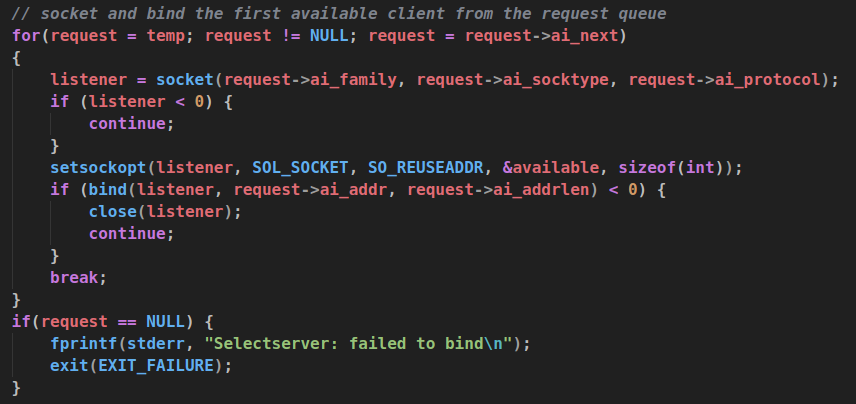 // socket and bind the first available client from the request queue
for(request = temp; request != NULL; request = request->ai_next)
{
    listener = socket(request->ai_family, request->ai_socktype, request->ai_protocol);
    if (listener < 0) {
        continue;
    }
    setsockopt(listener, SOL_SOCKET, SO_REUSEADDR, &available, sizeof(int));
    if (bind(listener, request->ai_addr, request->ai_addrlen) < 0) {
        close(listener);
        continue;
    }
    break;
}
if(request == NULL) {
    fprintf(stderr, "Selectserver: failed to bind\n");
    exit(EXIT_FAILURE);
}